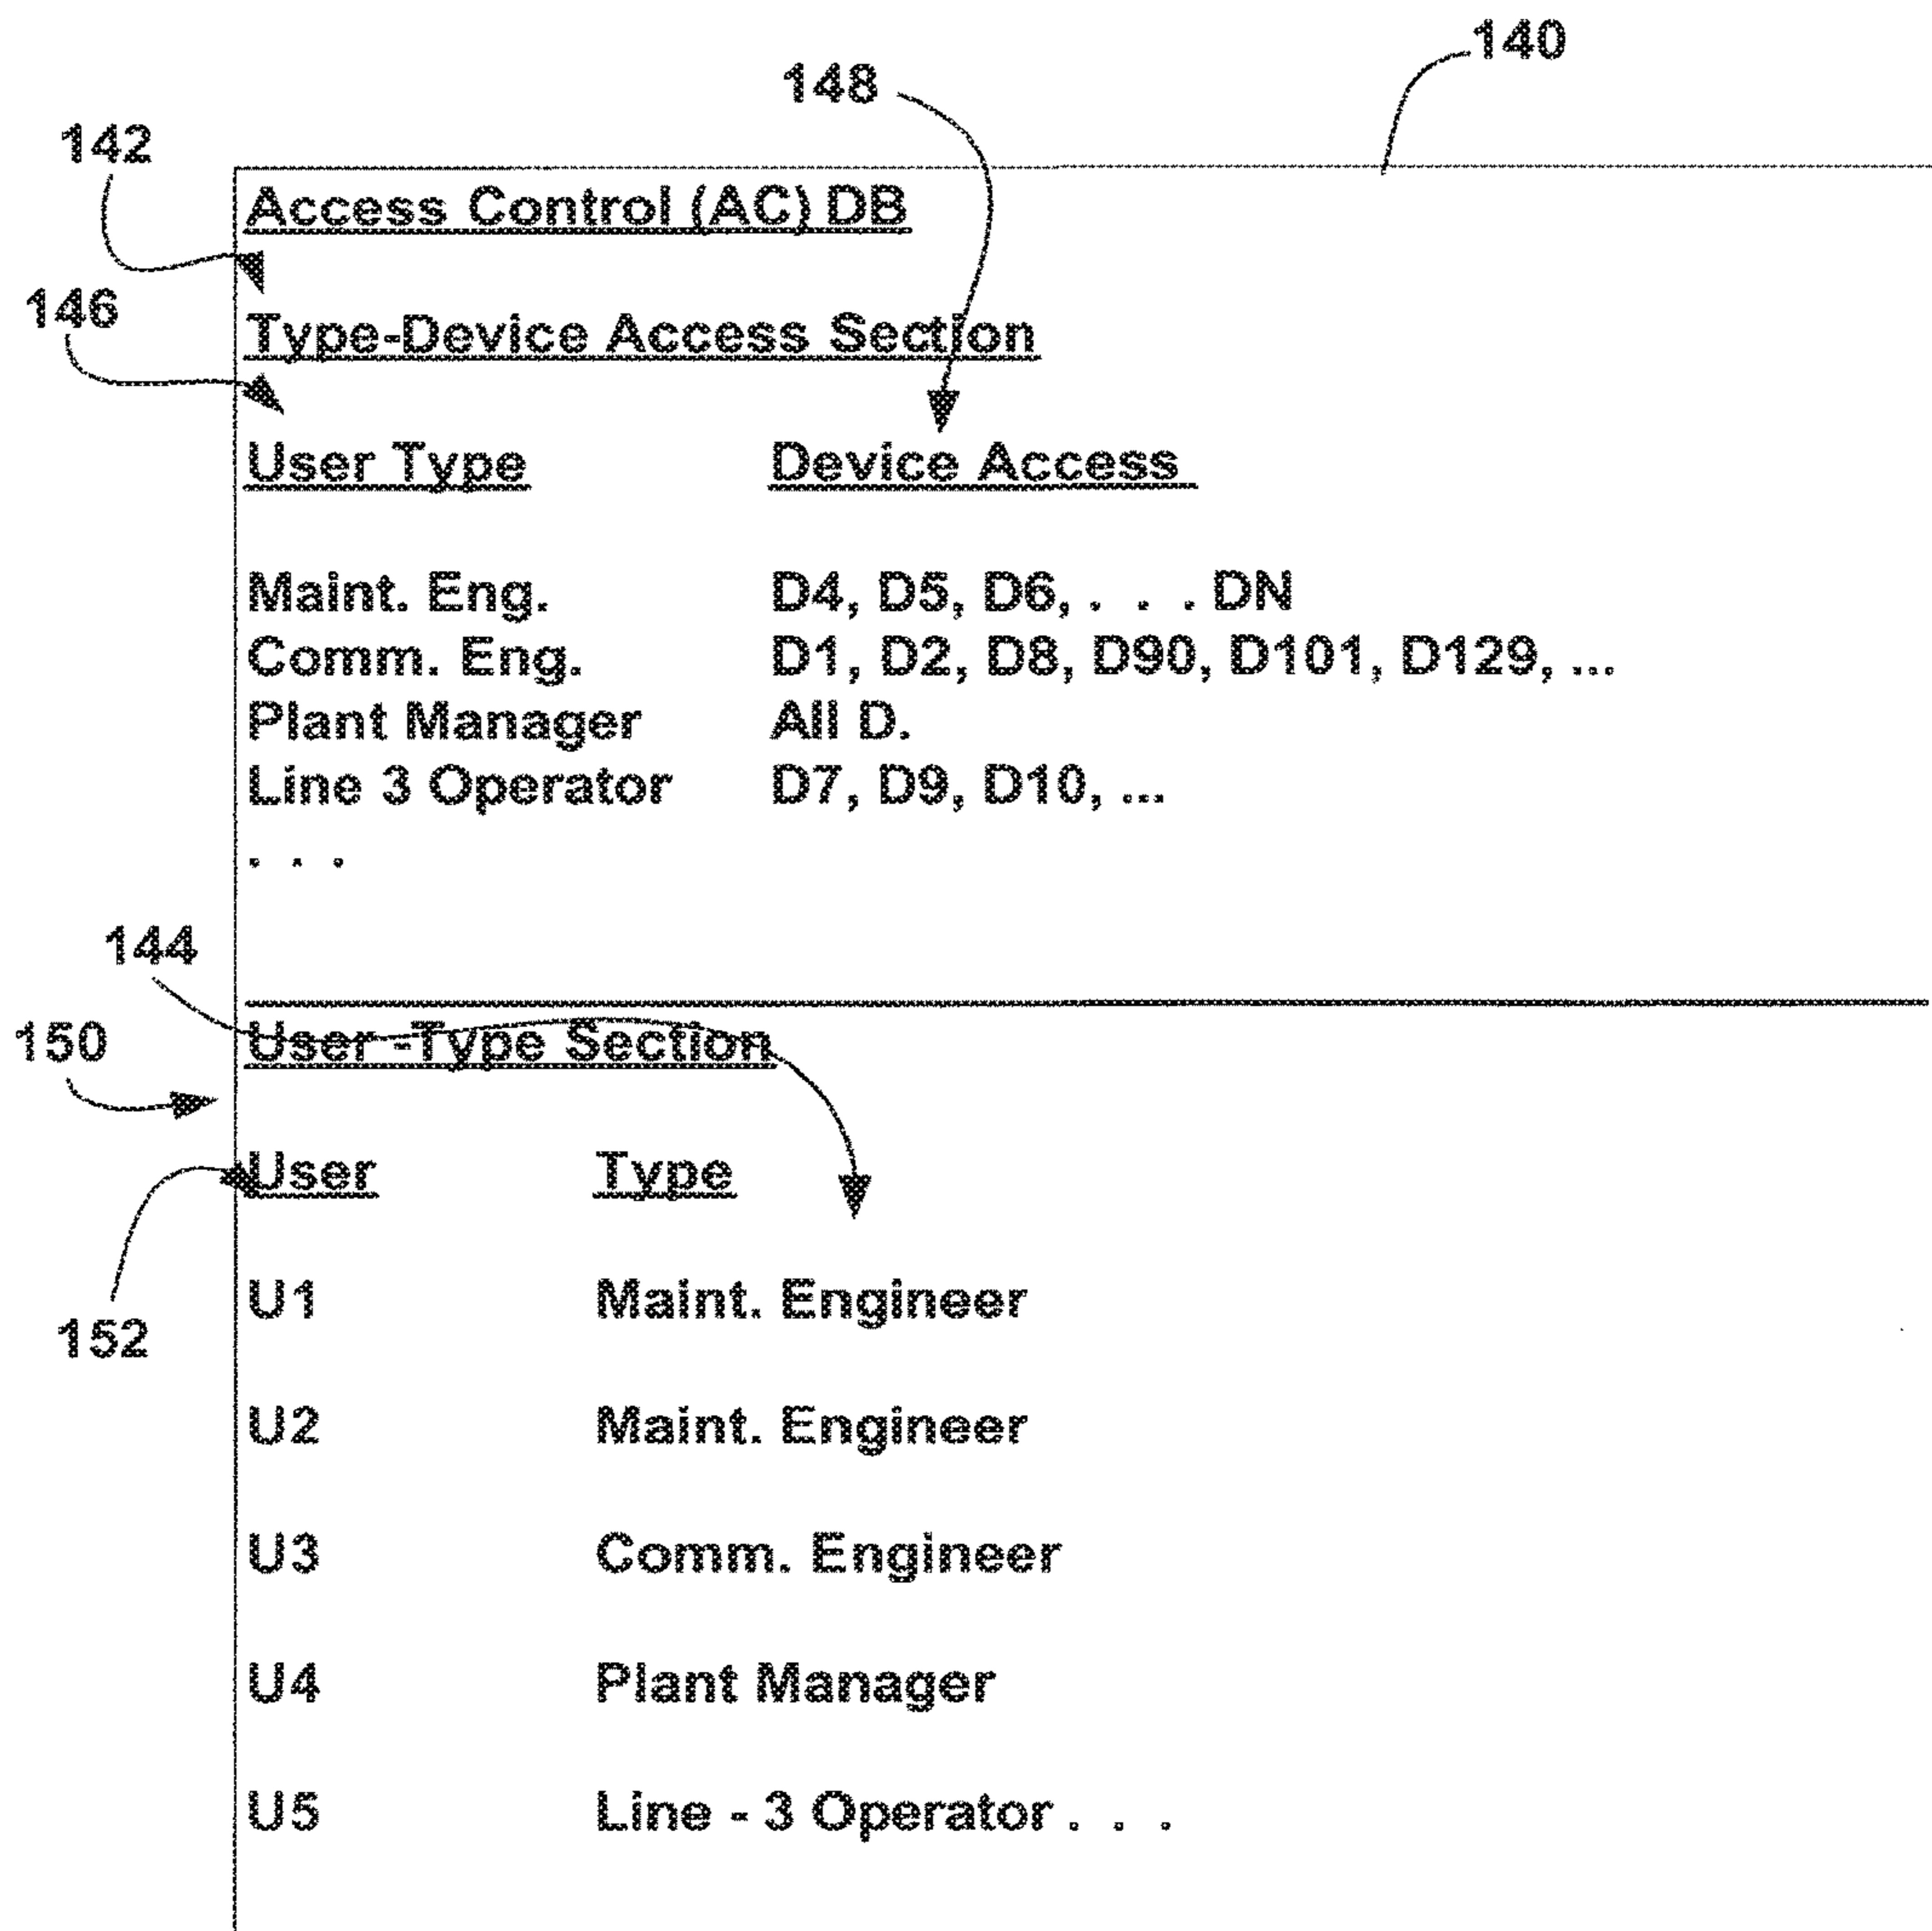 140
148
142
Access Control (AC) DB
146
Type-Device Access Section
User Type Device Access
Maint. Eng. D4, D5, D6, . . . DN
Comm. Eng. D1, D2, D8, D90, D101, D129, ...
Plant Manager All D.
Line 3 Operator D7, D9, D10, ...
. . .
144
150 User -Type Section
User Type
U1 Maint. Engineer
152
U2 Maint. Engineer
U3 Comm. Engineer
U4 Plant Manager
U5 Line - 3 Operator . . .